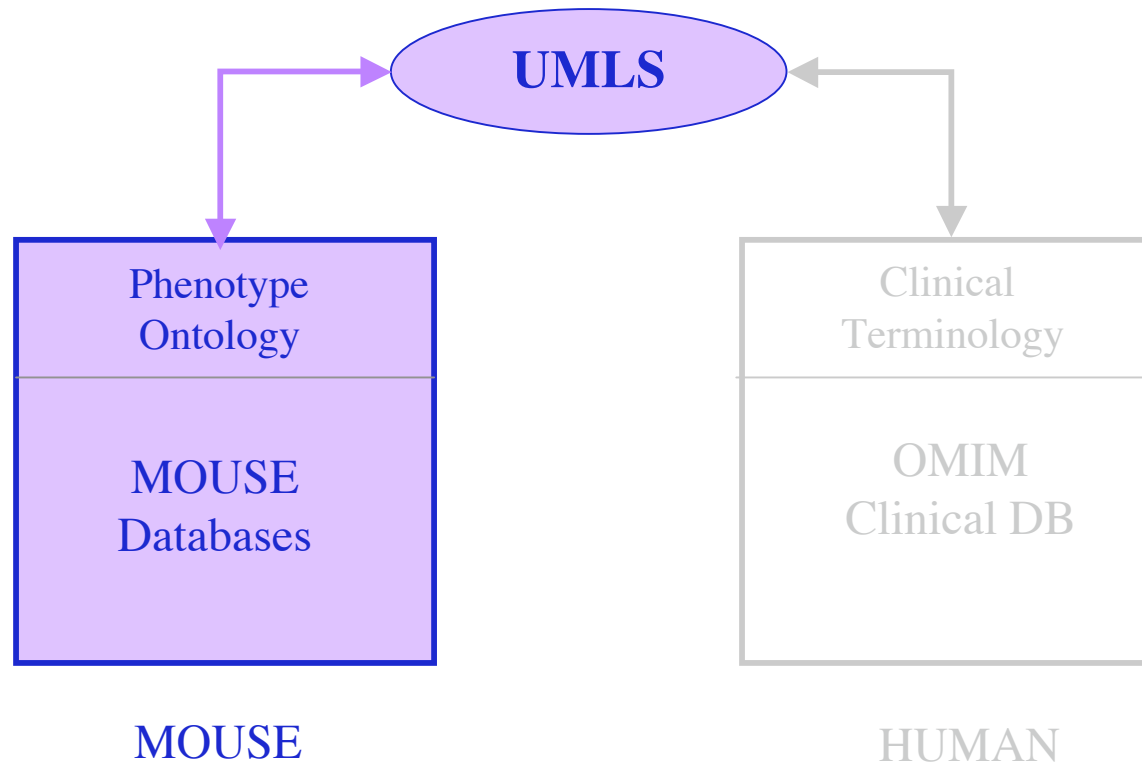 UMLS
Phenotype
Ontology
MOUSE
Databases
MOUSE
Clinical
Terminology
OMIM
Clinical DB
HUMAN